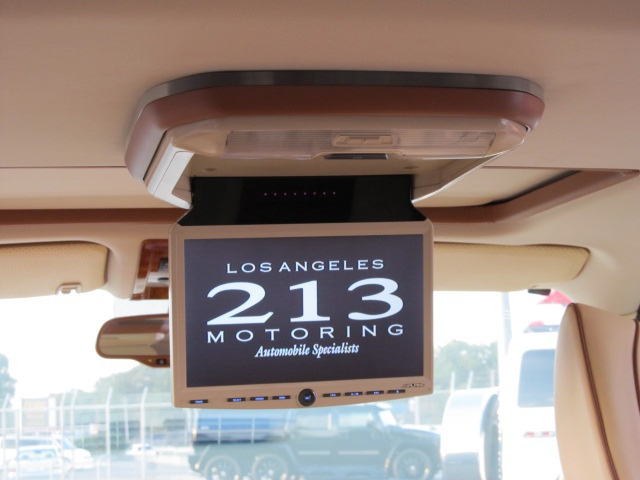 LOS ANGELES
213
MOTORING
Automobile Specialists